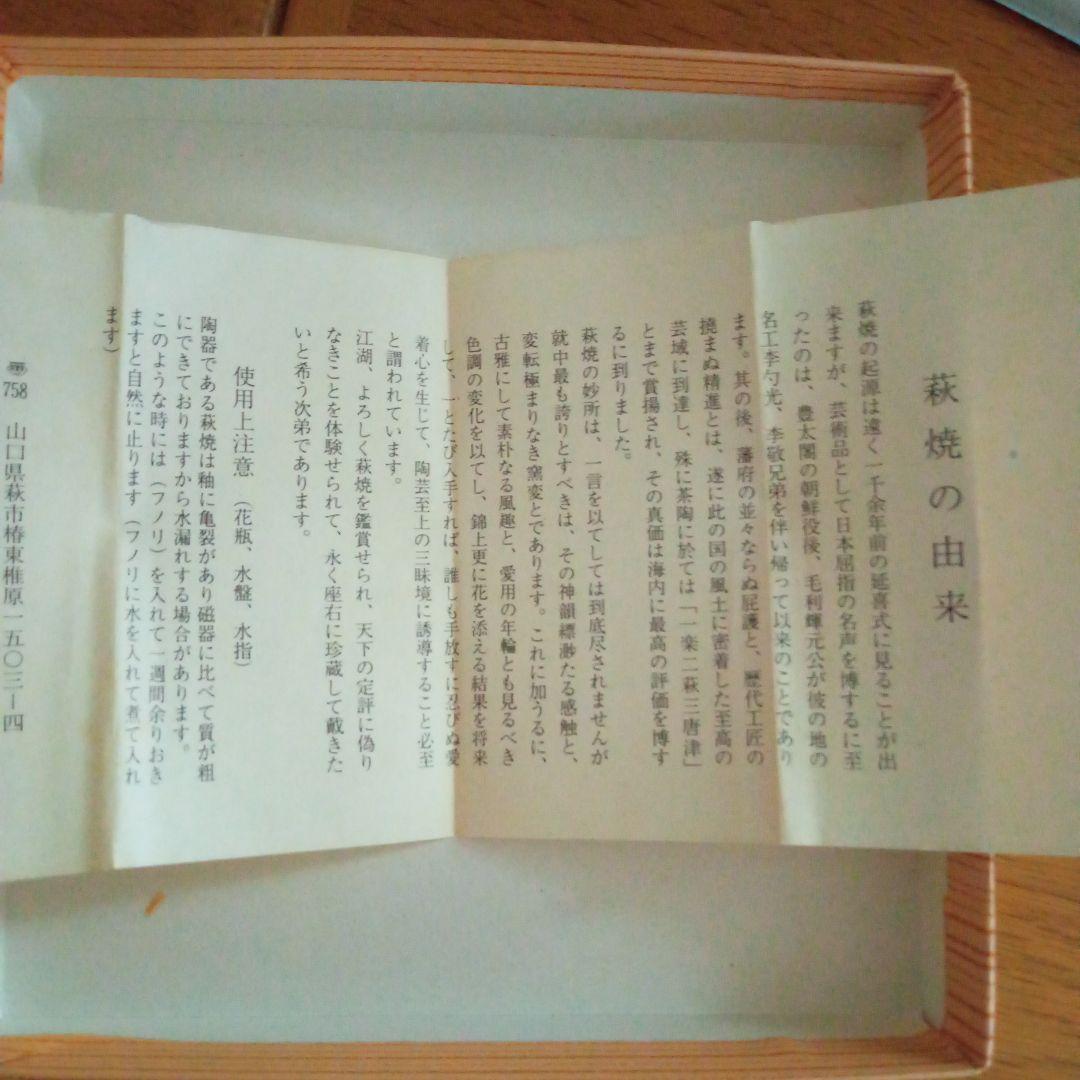 萩焼の由来
萩焼の起源は遠く一千余年前の延喜式に見ることが出
来ますが、芸術品として日本屈指の名声を博するに至
ったのは、豊太閤の朝鮮役後、毛利輝元公が彼の地の
名工李勺光、李敬兄弟を伴い帰って以来のことであり
ます。其の後、藩府の並々ならぬ庇護と、歴代工匠の
撓まぬ精進とは、遂に此の国の風土に密着した至高の
芸域に到達し、殊に茶陶に於ては「一楽二萩三唐津」
とまで賞揚され、その真価は海内に最高の評価を博す
るに到りました。
萩焼の妙所は、一言を以てしては到底尽されませんが
就中最も誇りとすべきは、その神韻縹渺たる感触と、
変転極まりなき窯変とであります。これに加うるに、
古雅にして素朴なる風趣と、愛用の年輪とも見るべき
色調の変化を以てし、錦上更に花を添える結果を将来
して、一とたび入手すれば、誰しも手放すに忍びぬ愛
着心を生じて、陶芸至上の三昧境に誘導すること必至
と謂われています。
江湖、よろしく萩焼を鑑賞せられ、天下の定評に偽り
なきことを体験せられて、永く座右に珍蔵して戴きた
いと希う次第であります。
使用上注意（花瓶、水盤、水指）
陶器である萩焼は釉に亀裂があり磁器に比べて質が粗
にできておりますから水漏れする場合があります。
このような時には（フノリ）を入れて一週間余りおき
ますと自然に止ります（フノリに水を入れて煮て入れ
ます）
758 山口県萩市椿東椎原一五〇三ー四